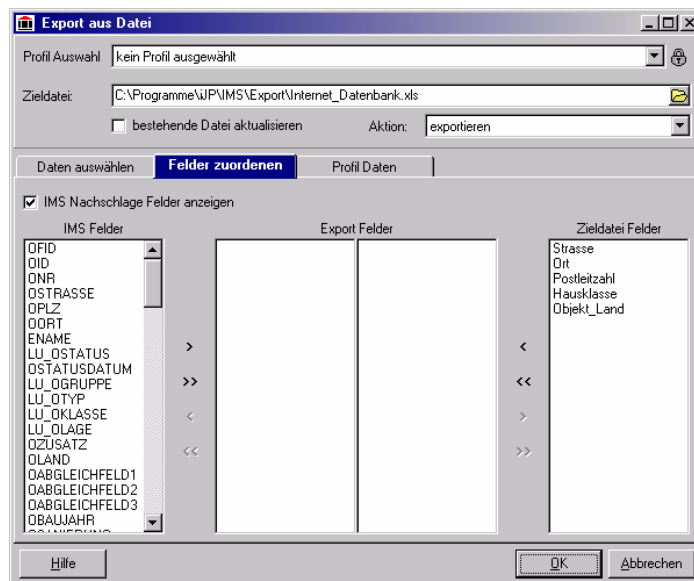 Export aus Datei
Profil Auswahl kein Profil ausgewählt
Zieldatei: C:\Programme\iJP\IMS\Export\Internet_Datenbank.xls
bestehende Datei aktualisieren Aktion: exportieren
Daten auswählen Felder zuordenen Profil Daten
IMS Nachschlage Felder anzeigen
IMS Felder Export Felder Zieldatei Felder
OFID
OID
ONR
OSTRASSE
OPLZ
OORT
ENAME
LU_OSTATUS
OSTATUSDATUM
LU_OGRUPPE
LU_OTYP
LU_OKLASSE
LU_OLAGE
OZUSATZ
OLAND
OABGLEICHFELD1
OABGLEICHFELD2
OABGLEICHFELD3
OBAUJAHR
>
>>
<
<<
<
<<
>
>>
Strasse
Ort
Postleitzahl
Hausklasse
Objekt_Land
Hilfe OK Abbrechen